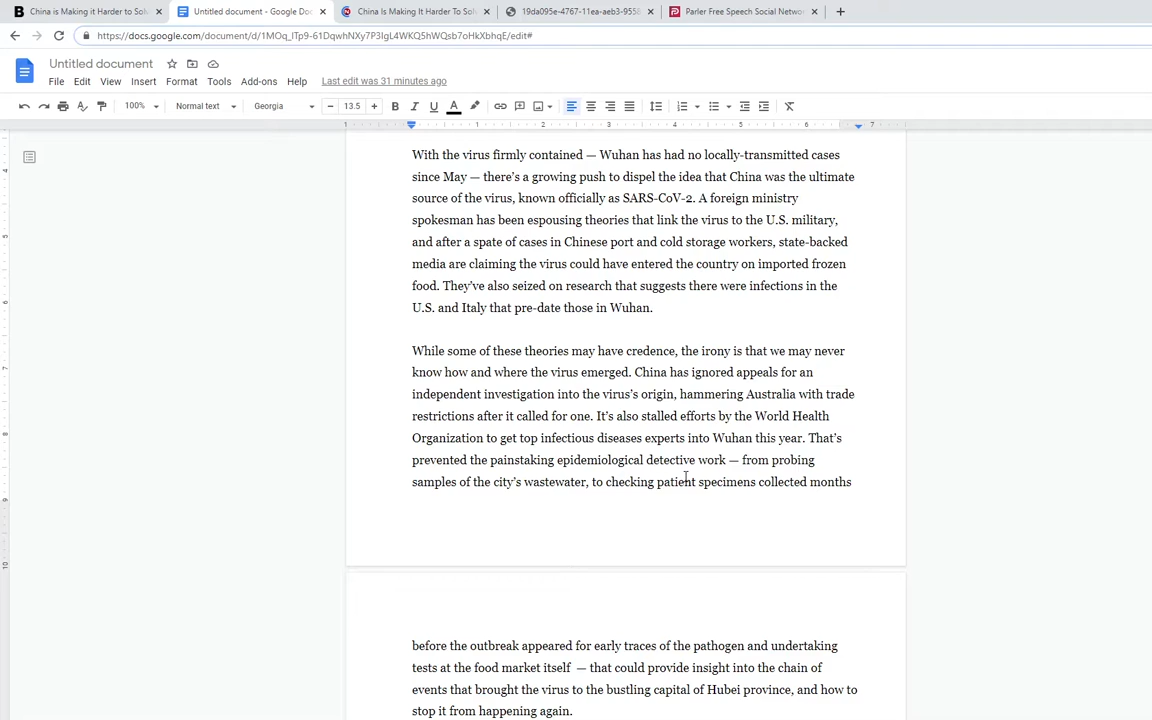 China is Making it Harder to Sol
Untitled document - Google Do
China Is Making It Harder To Sol
19da095e-4767-11ea-aeb3-955
Parler Free Speech Social Netwo
https://docs.google.com/document/d/1MOq_lTp9-61DqwhNXy7P3IgL4WKQ5hWQsb7oHkXbhqE/edit#
Untitled document
File Edit View Insert Format Tools Add-ons Help Last edit was 31 minutes ago
100% Normal text Georgia − 13.5 + B I U A
1 1 2 3 4 5 6 7
With the virus firmly contained — Wuhan has had no locally-transmitted cases
since May — there's a growing push to dispel the idea that China was the ultimate
source of the virus, known officially as SARS-CoV-2. A foreign ministry
spokesman has been espousing theories that link the virus to the U.S. military,
and after a spate of cases in Chinese port and cold storage workers, state-backed
media are claiming the virus could have entered the country on imported frozen
food. They've also seized on research that suggests there were infections in the
U.S. and Italy that pre-date those in Wuhan.
While some of these theories may have credence, the irony is that we may never
know how and where the virus emerged. China has ignored appeals for an
independent investigation into the virus's origin, hammering Australia with trade
restrictions after it called for one. It's also stalled efforts by the World Health
Organization to get top infectious diseases experts into Wuhan this year. That's
prevented the painstaking epidemiological detective work — from probing
samples of the city's wastewater, to checking patient specimens collected months
before the outbreak appeared for early traces of the pathogen and undertaking
tests at the food market itself — that could provide insight into the chain of
events that brought the virus to the bustling capital of Hubei province, and how to
stop it from happening again.